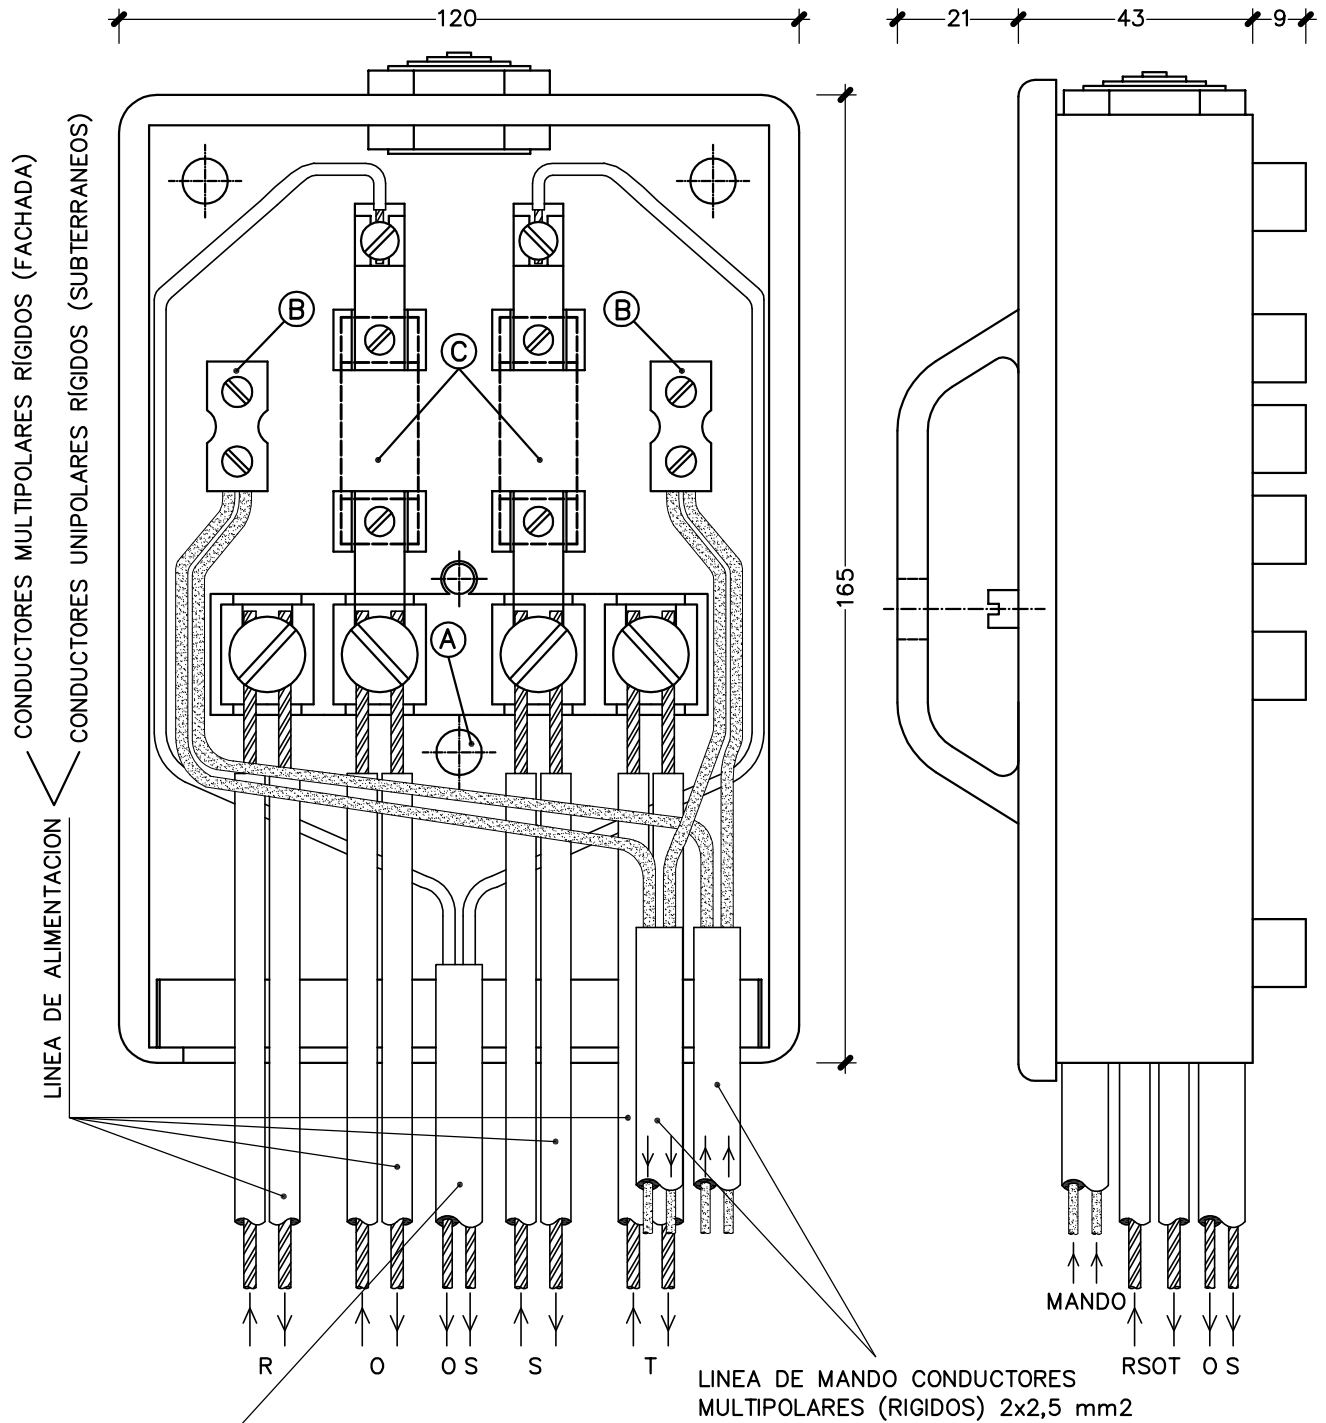 120
21
43
9
CONDUCTORES MULTIPOLARES RÍGIDOS (FACHADA)
CONDUCTORES UNIPOLARES RÍGIDOS (SUBTERRANEOS)
LINEA DE ALIMENTACION
B
C
B
A
165
MANDO
R
O
O S
S
T
RSOT
O S
LINEA DE MANDO CONDUCTORES
MULTIPOLARES (RIGIDOS) 2x2,5 mm2